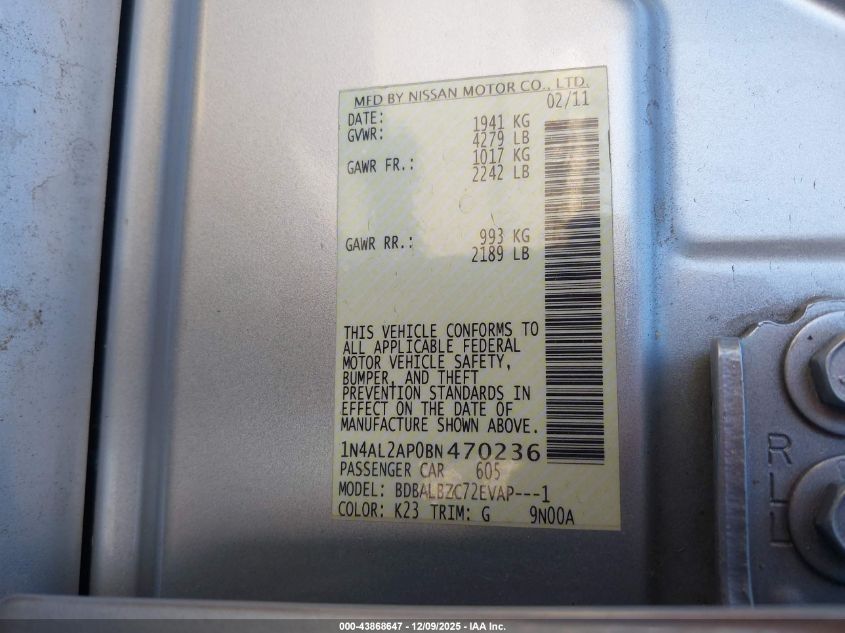 MFD BY NISSAN MOTOR CO., LTD.
DATE: 02/11
GVWR: 1941 KG
4279 LB
GAWR FR.: 1017 KG
2242 LB
GAWR RR.: 993 KG
2189 LB
THIS VEHICLE CONFORMS TO
ALL APPLICABLE FEDERAL
MOTOR VEHICLE SAFETY,
BUMPER, AND THEFT
PREVENTION STANDARDS IN
EFFECT ON THE DATE OF
MANUFACTURE SHOWN ABOVE.
1N4AL2AP0BN470236
PASSENGER CAR 605
MODEL: BDBALBZC72EVAP---1
COLOR: K23 TRIM: G 9N00A
RLL
000-43868647 - 12/09/2025 - IAA Inc.